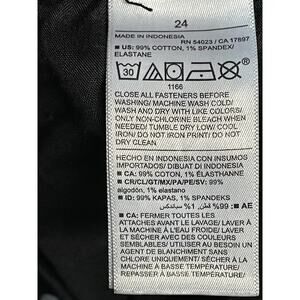 24
MADE IN INDONESIA RN 54023 / CA 17897
■ US: 99% COTTON, 1% SPANDEX/
ELASTANE
30
1166
CLOSE ALL FASTENERS BEFORE
WASHING/ MACHINE WASH COLD/
WASH AND DRY WITH LIKE COLORS/
ONLY NON-CHLORINE BLEACH WHEN
NEEDED/ TUMBLE DRY LOW/ COOL
IRON/ DO NOT IRON PRINT/ DO NOT
DRY CLEAN
HECHO EN INDONESIA CON INSUMOS
IMPORTADOS/ DIBUAT DI INDONESIA
■ CA: 99% COTON, 1% ÉLASTHANNE
■ CR/CL/GT/MX/PA/PE/SV: 99%
algodón, 1% elastano
■ ID: 99% KAPAS, 1% SPANDEKS
■ AE: 99% قطن, 1% سباندكس
■ CA: FERMER TOUTES LES
ATTACHES AVANT LE LAVAGE/ LAVER À
LA MACHINE À L'EAU FROIDE/ LAVER
ET SÉCHER AVEC DES COULEURS
SEMBLABLES/ UTILISER AU BESOIN UN
AGENT DE BLANCHIMENT SANS
CHLORE UNIQUEMENT/ SÉCHER À LA
MACHINE À BASSE TEMPÉRATURE/
REPASSER À BASSE TEMPÉRATURE/